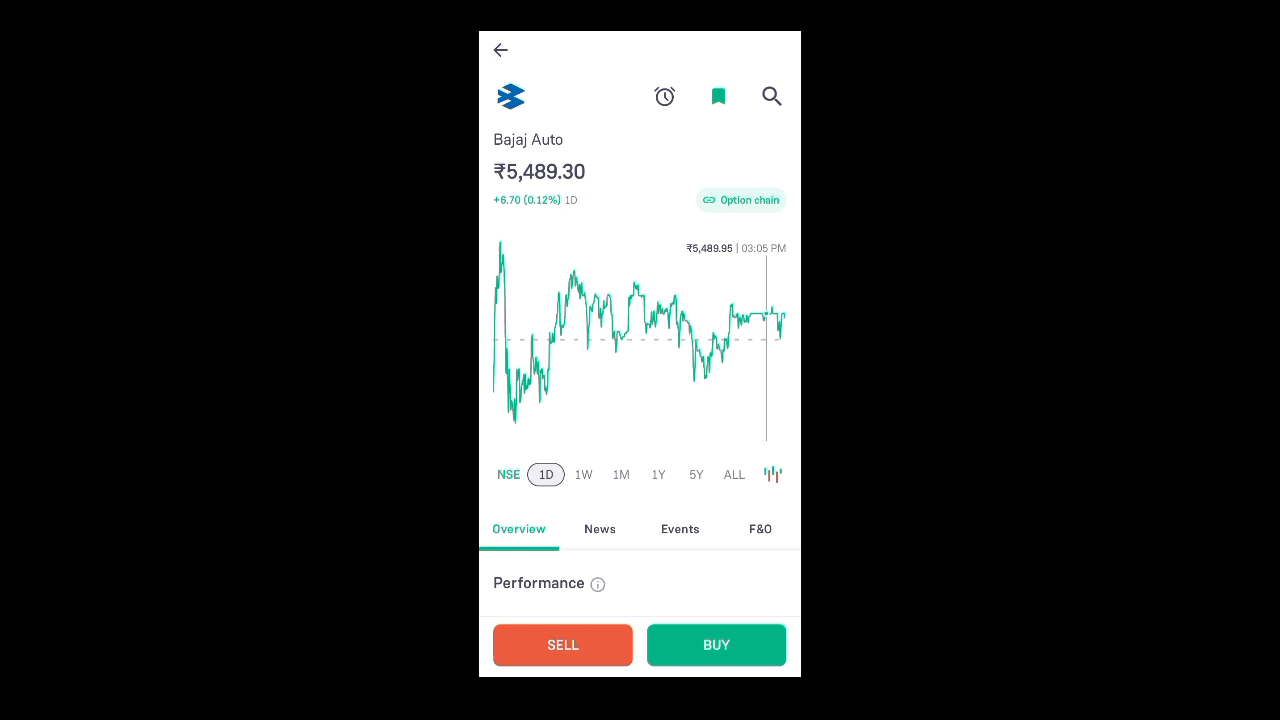 Bajaj Auto
₹5,489.30
+6.70 (0.12%) 1D
Option chain
₹5,489.95 | 03:05 PM
NSE 1D 1W 1M 1Y 5Y ALL
Overview News Events F&O
Performance
SELL BUY